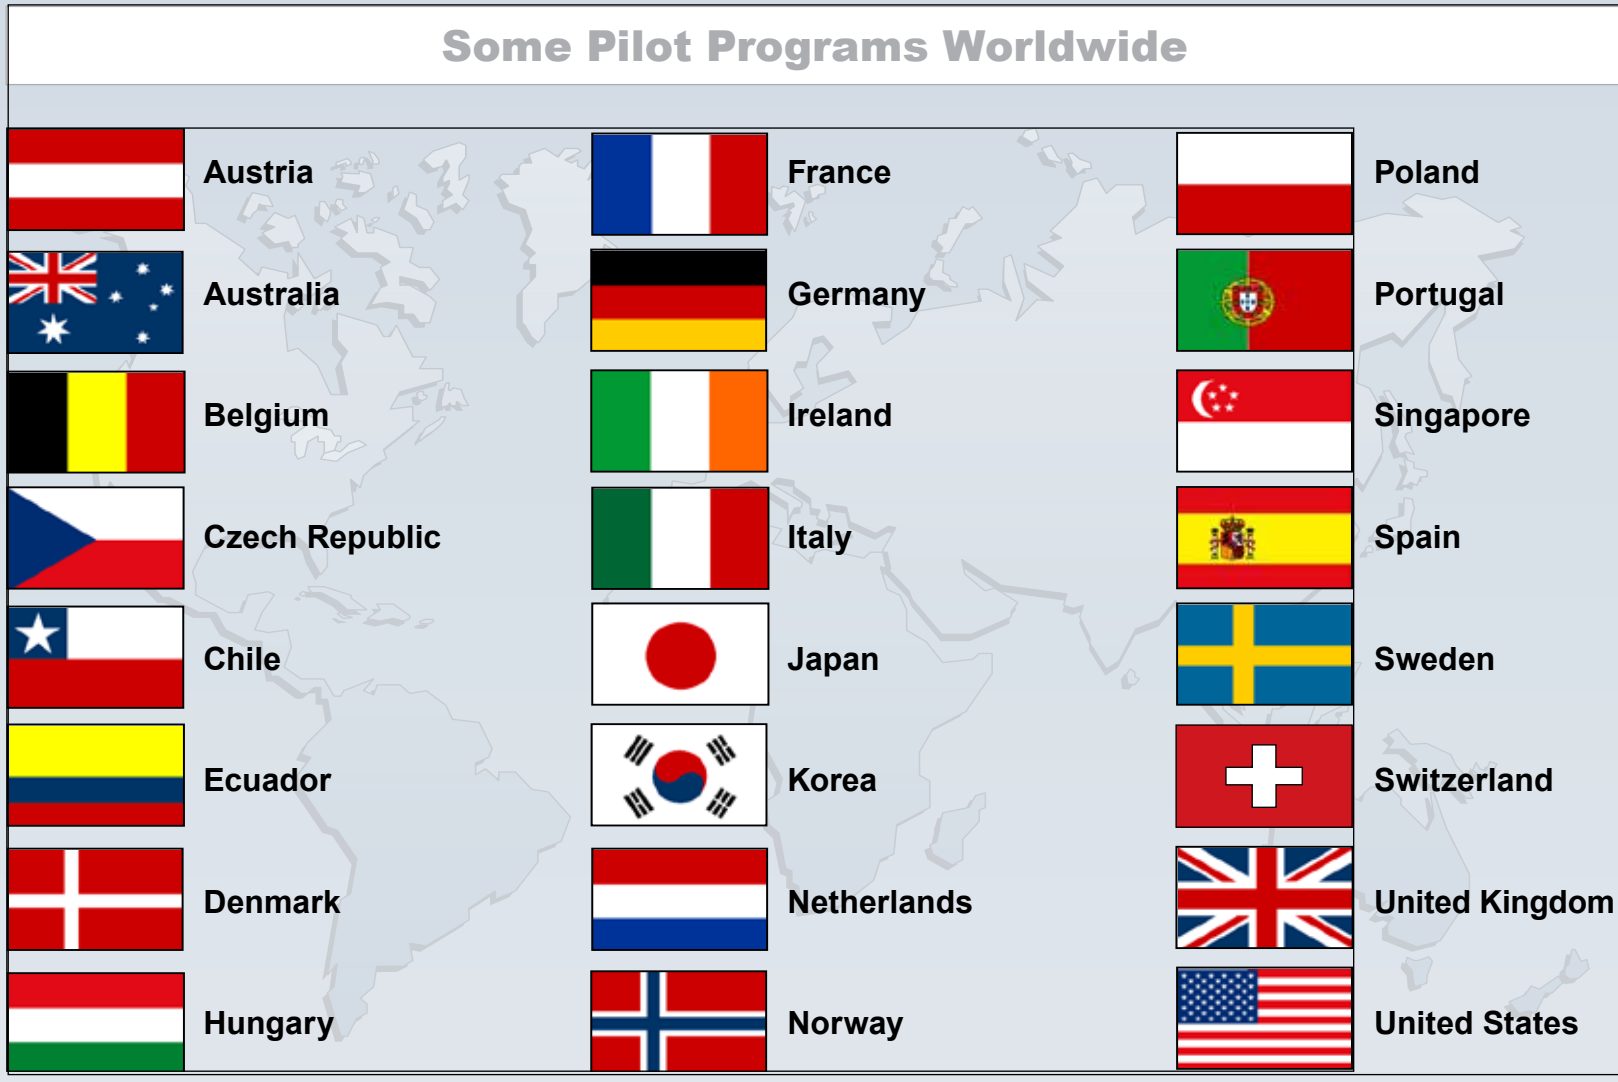 Some Pilot Programs Worldwide
Austria
Australia
Belgium
Czech Republic
Chile
Ecuador
Denmark
Hungary
France
Germany
Ireland
Italy
Japan
Korea
Netherlands
Norway
Poland
Portugal
Singapore
Spain
Sweden
Switzerland
United Kingdom
United States